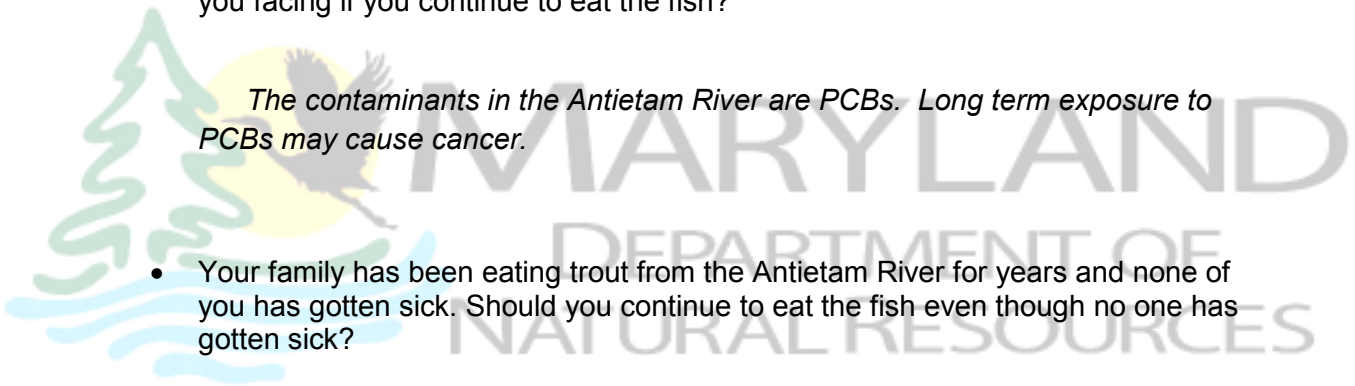 you facing if you continue to eat the fish?
The contaminants in the Antietam River are PCBs. Long term exposure to
PCBs may cause cancer.
MARYLAND
DEPARTMENT OF
• Your family has been eating trout from the Antietam River for years and none of
you has gotten sick. Should you continue to eat the fish even though no one has
gotten sick?
NATURAL RESOURCES